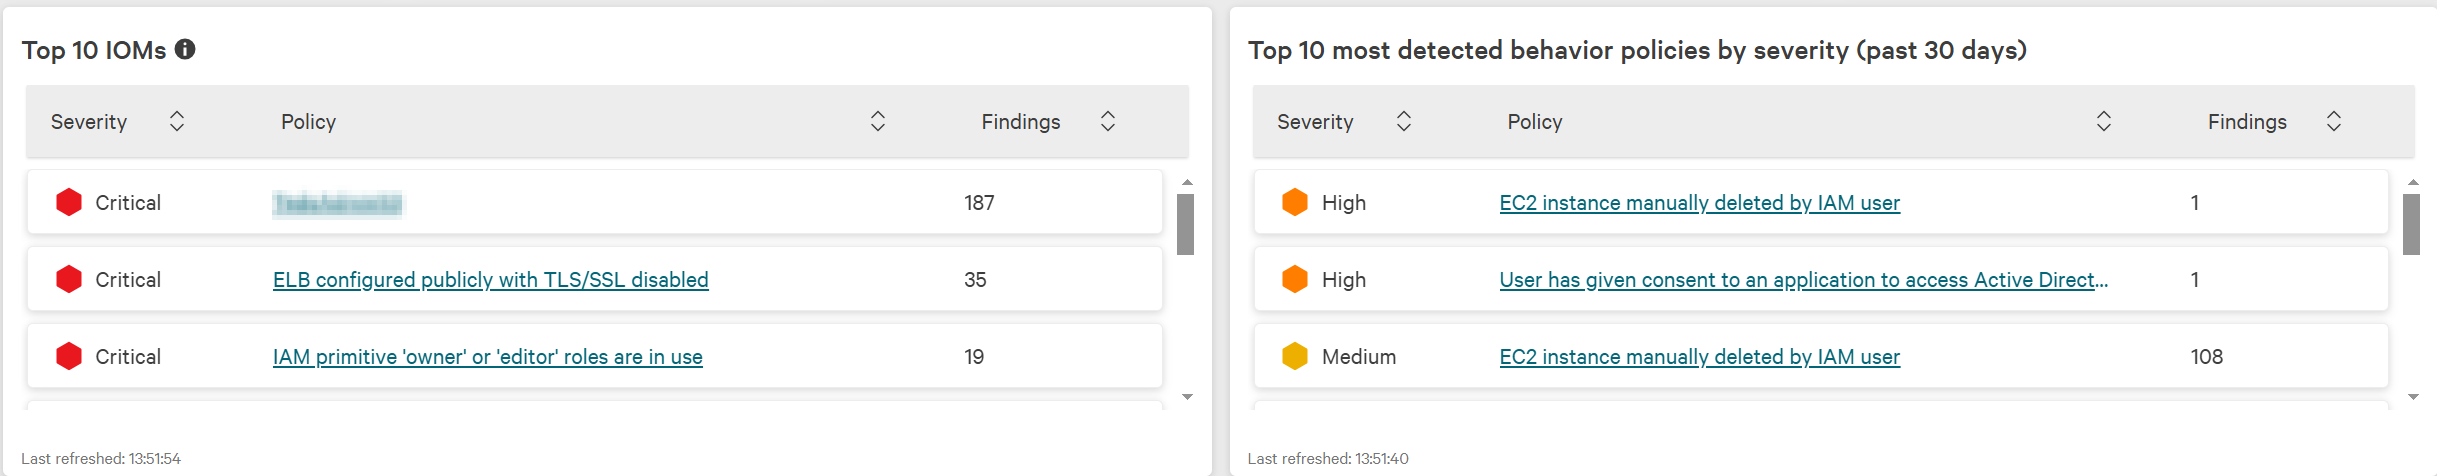 Top 10 IOMs
Severity Policy Findings
Critical 187
Critical ELB configured publicly with TLS/SSL disabled 35
Critical IAM primitive 'owner' or 'editor' roles are in use 19
Last refreshed: 13:51:54
Top 10 most detected behavior policies by severity (past 30 days)
Severity Policy Findings
High EC2 instance manually deleted by IAM user 1
High User has given consent to an application to access Active Direct... 1
Medium EC2 instance manually deleted by IAM user 108
Last refreshed: 13:51:40